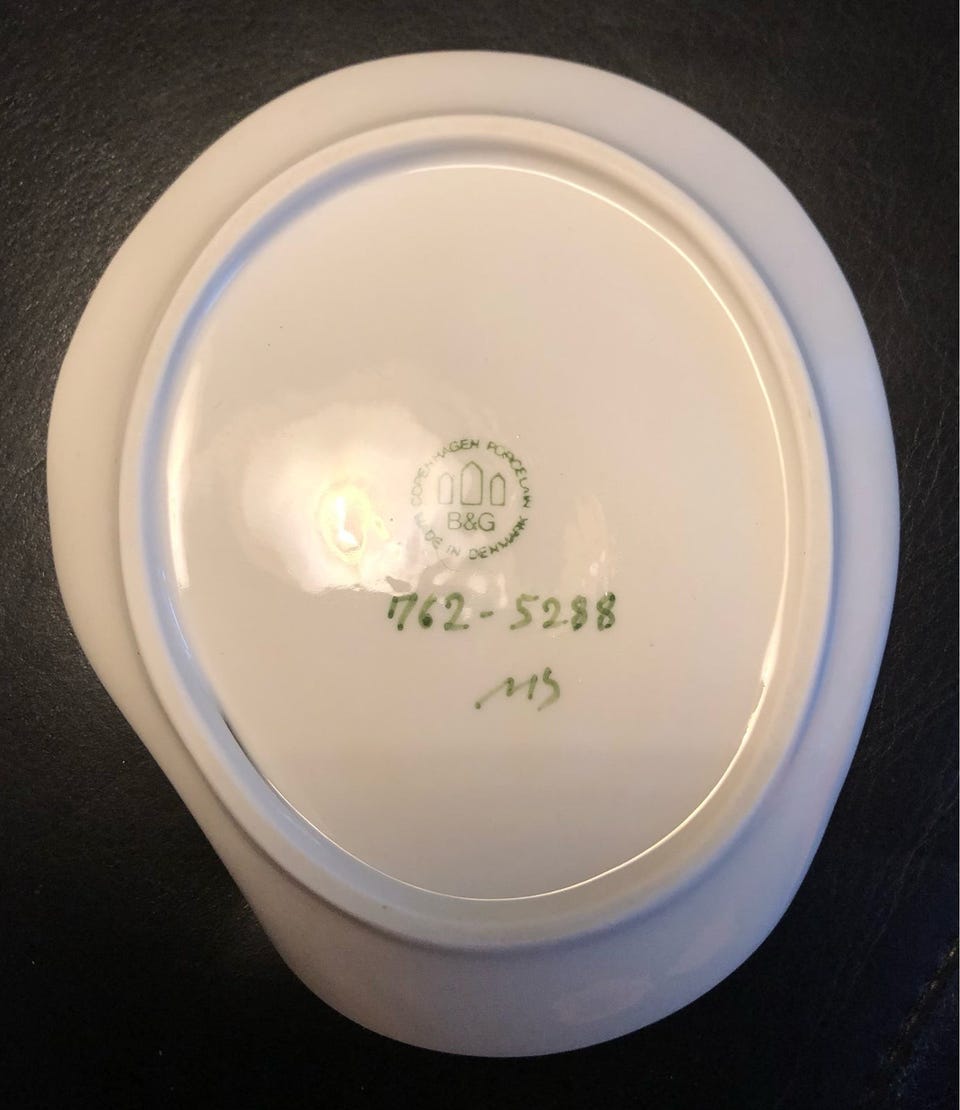 COPENHAGEN PORCELAIN
B&G
MADE IN DENMARK
1762-5288